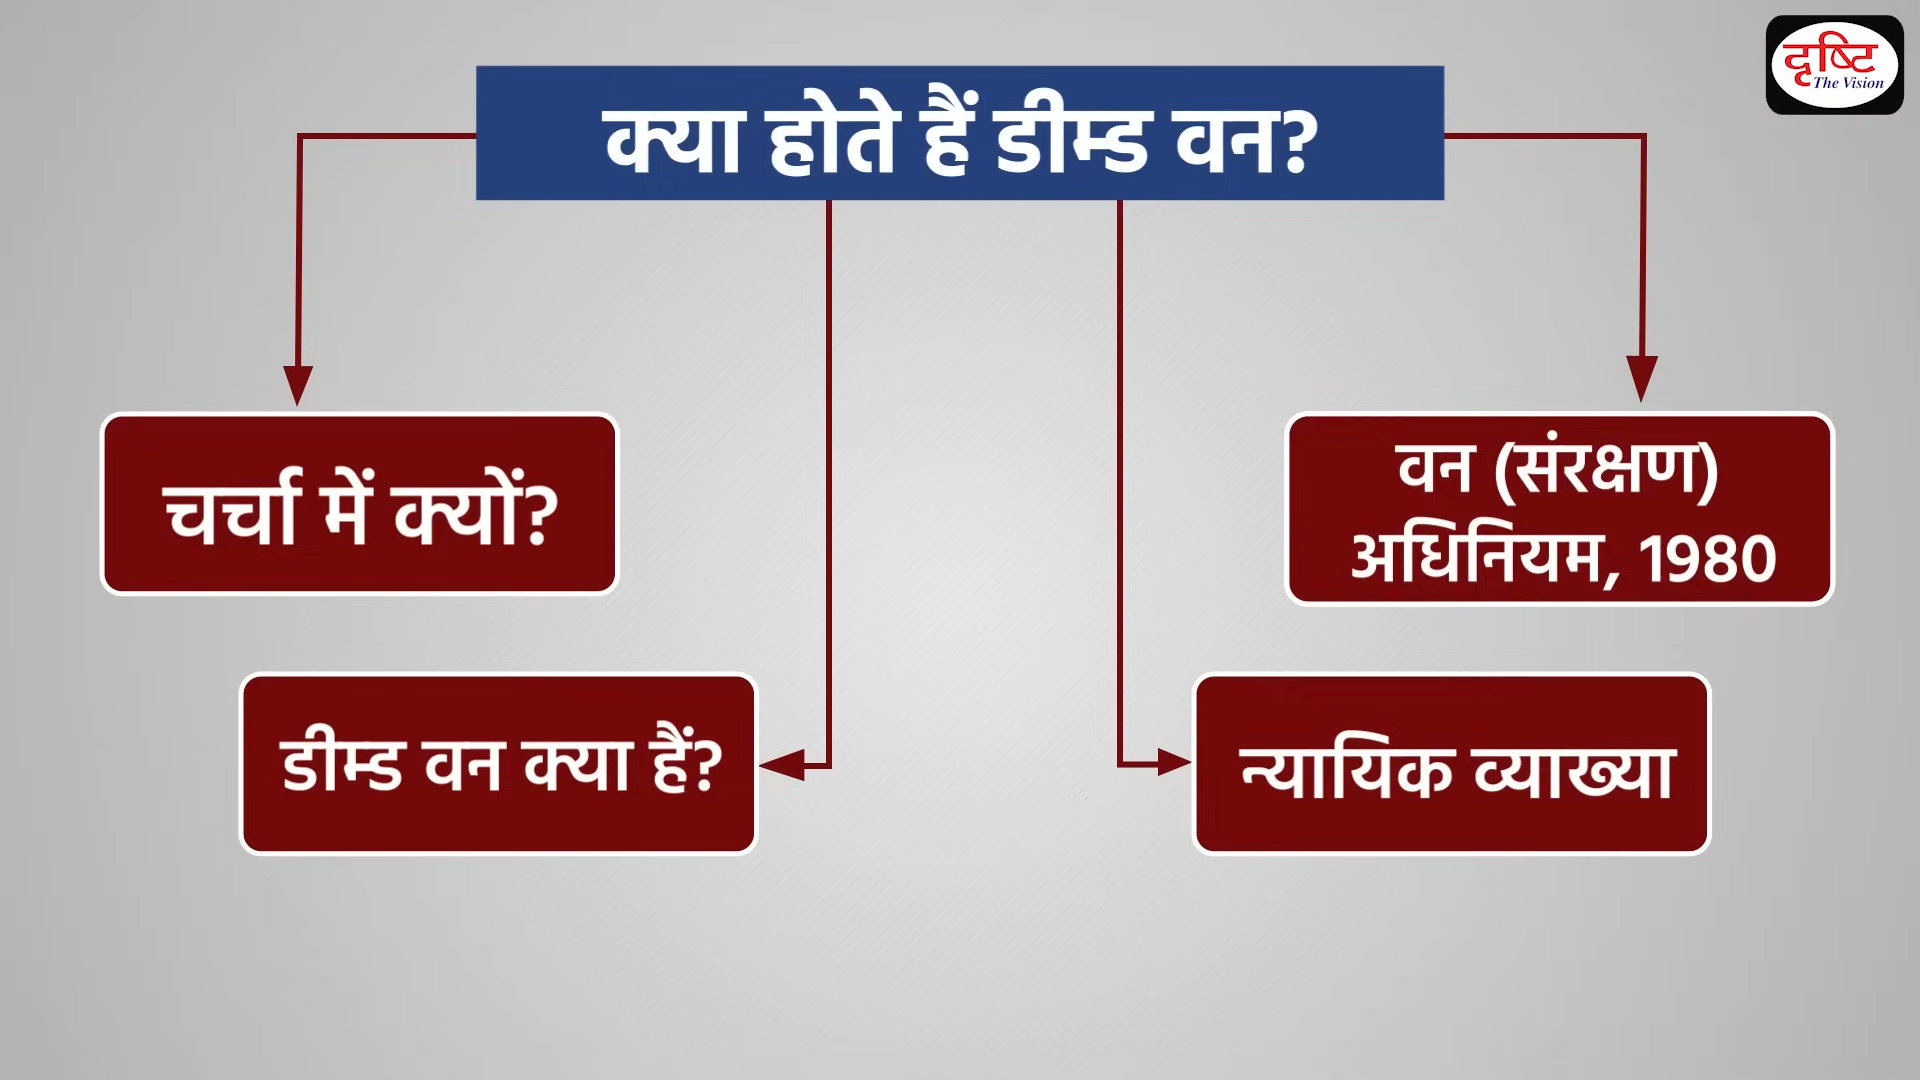 दृष्टि
The Vision
क्या होते हैं डीम्ड वन?
चर्चा में क्यों?
वन (संरक्षण)
अधिनियम, 1980
डीम्ड वन क्या हैं?
न्यायिक व्याख्या